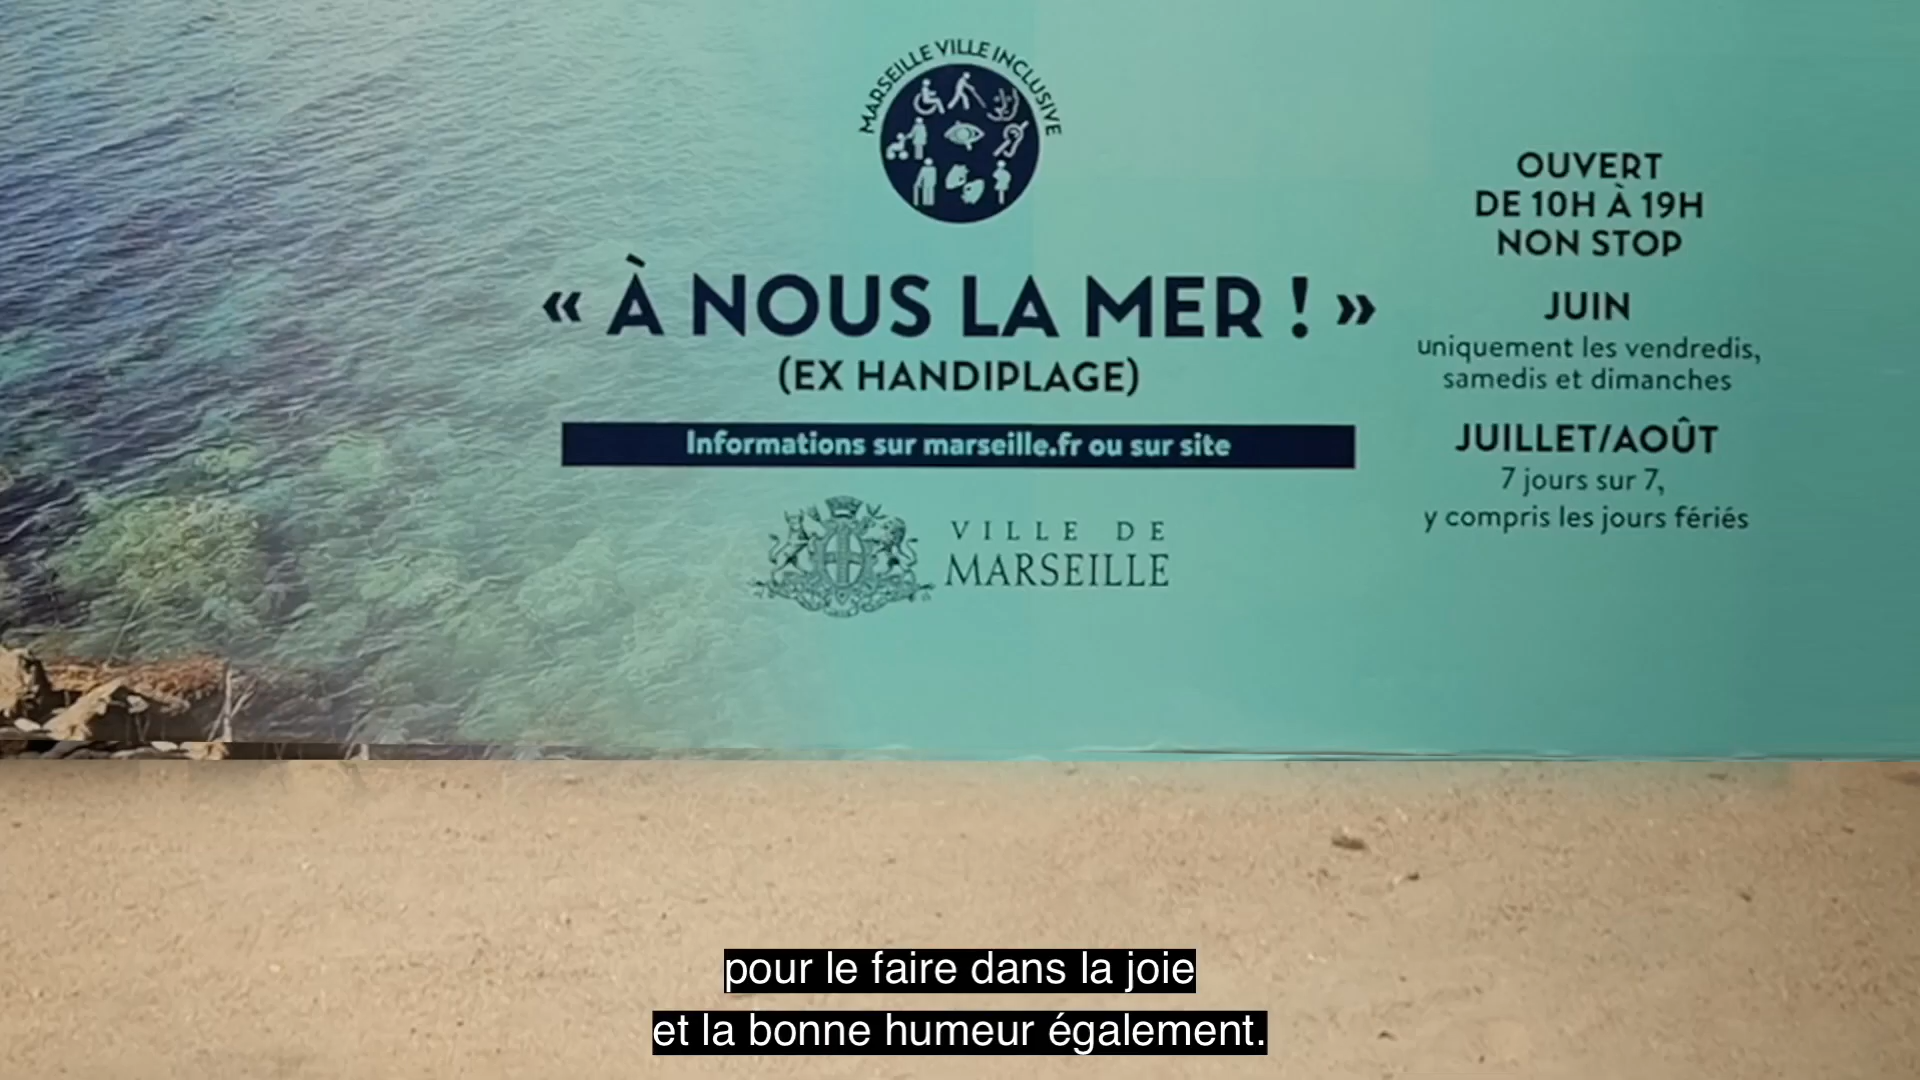 MARSEILLE VILLE INCLUSIVE
« À NOUS LA MER ! »
(EX HANDIPLAGE)
Informations sur marseille.fr ou sur site
VILLE DE
MARSEILLE
OUVERT
DE 10H À 19H
NON STOP
JUIN
uniquement les vendredis,
samedis et dimanches
JUILLET/AOÛT
7 jours sur 7,
y compris les jours fériés
pour le faire dans la joie
et la bonne humeur également.